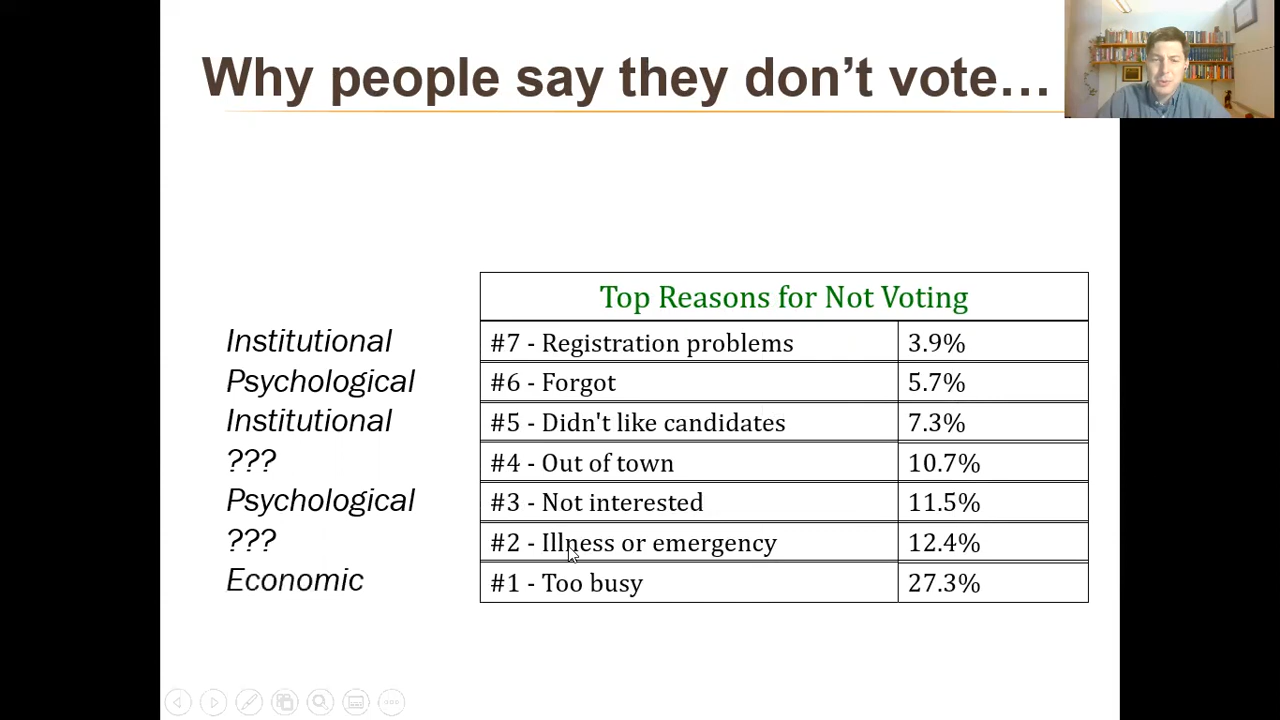 Why people say they don’t vote…
Top Reasons for Not Voting
Institutional #7 - Registration problems 3.9%
Psychological #6 - Forgot 5.7%
Institutional #5 - Didn't like candidates 7.3%
??? #4 - Out of town 10.7%
Psychological #3 - Not interested 11.5%
??? #2 - Illness or emergency 12.4%
Economic #1 - Too busy 27.3%